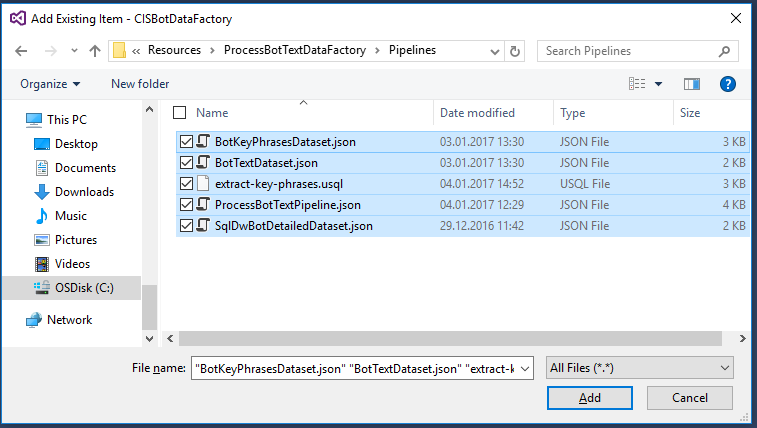 Add Existing Item - CISBotDataFactory
« Resources > ProcessBotTextDataFactory > Pipelines
Search Pipelines
Organize New folder
This PC
Desktop
Documents
Downloads
Music
Pictures
Videos
OSDisk (C:)
Network
Name Date modified Type Size
BotKeyPhrasesDataset.json 03.01.2017 13:30 JSON File 3 KB
BotTextDataset.json 03.01.2017 13:30 JSON File 2 KB
extract-key-phrases.usql 04.01.2017 14:52 USQL File 3 KB
ProcessBotTextPipeline.json 04.01.2017 12:29 JSON File 4 KB
SqlDwBotDetailedDataset.json 29.12.2016 11:42 JSON File 2 KB
File name: "BotKeyPhrasesDataset.json" "BotTextDataset.json" "extract-k All Files (*.*)
Add Cancel